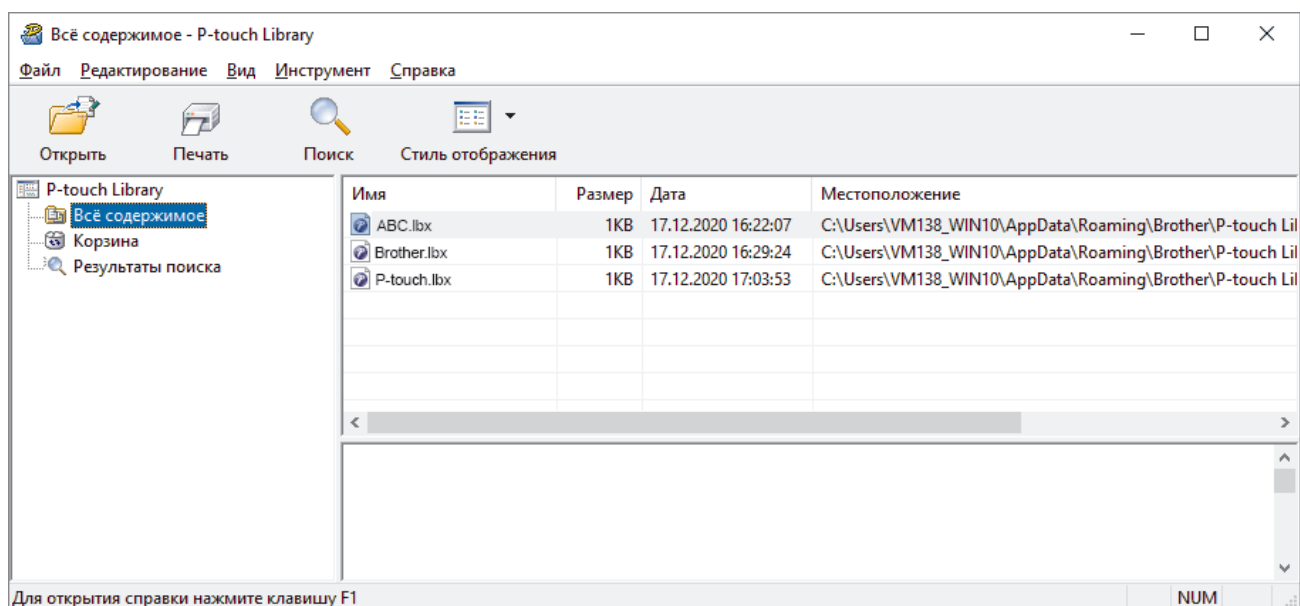 Всё содержимое - P-touch Library
Файл Редактирование Вид Инструмент Справка
Открыть Печать Поиск Стиль отображения
P-touch Library
Всё содержимое
Корзина
Результаты поиска
Имя Размер Дата Местоположение
ABC.lbx 1KB 17.12.2020 16:22:07 C:\Users\VM138_WIN10\AppData\Roaming\Brother\P-touch Lil
Brother.lbx 1KB 17.12.2020 16:29:24 C:\Users\VM138_WIN10\AppData\Roaming\Brother\P-touch Lil
P-touch.lbx 1KB 17.12.2020 17:03:53 C:\Users\VM138_WIN10\AppData\Roaming\Brother\P-touch Lil
Для открытия справки нажмите клавишу F1 NUM